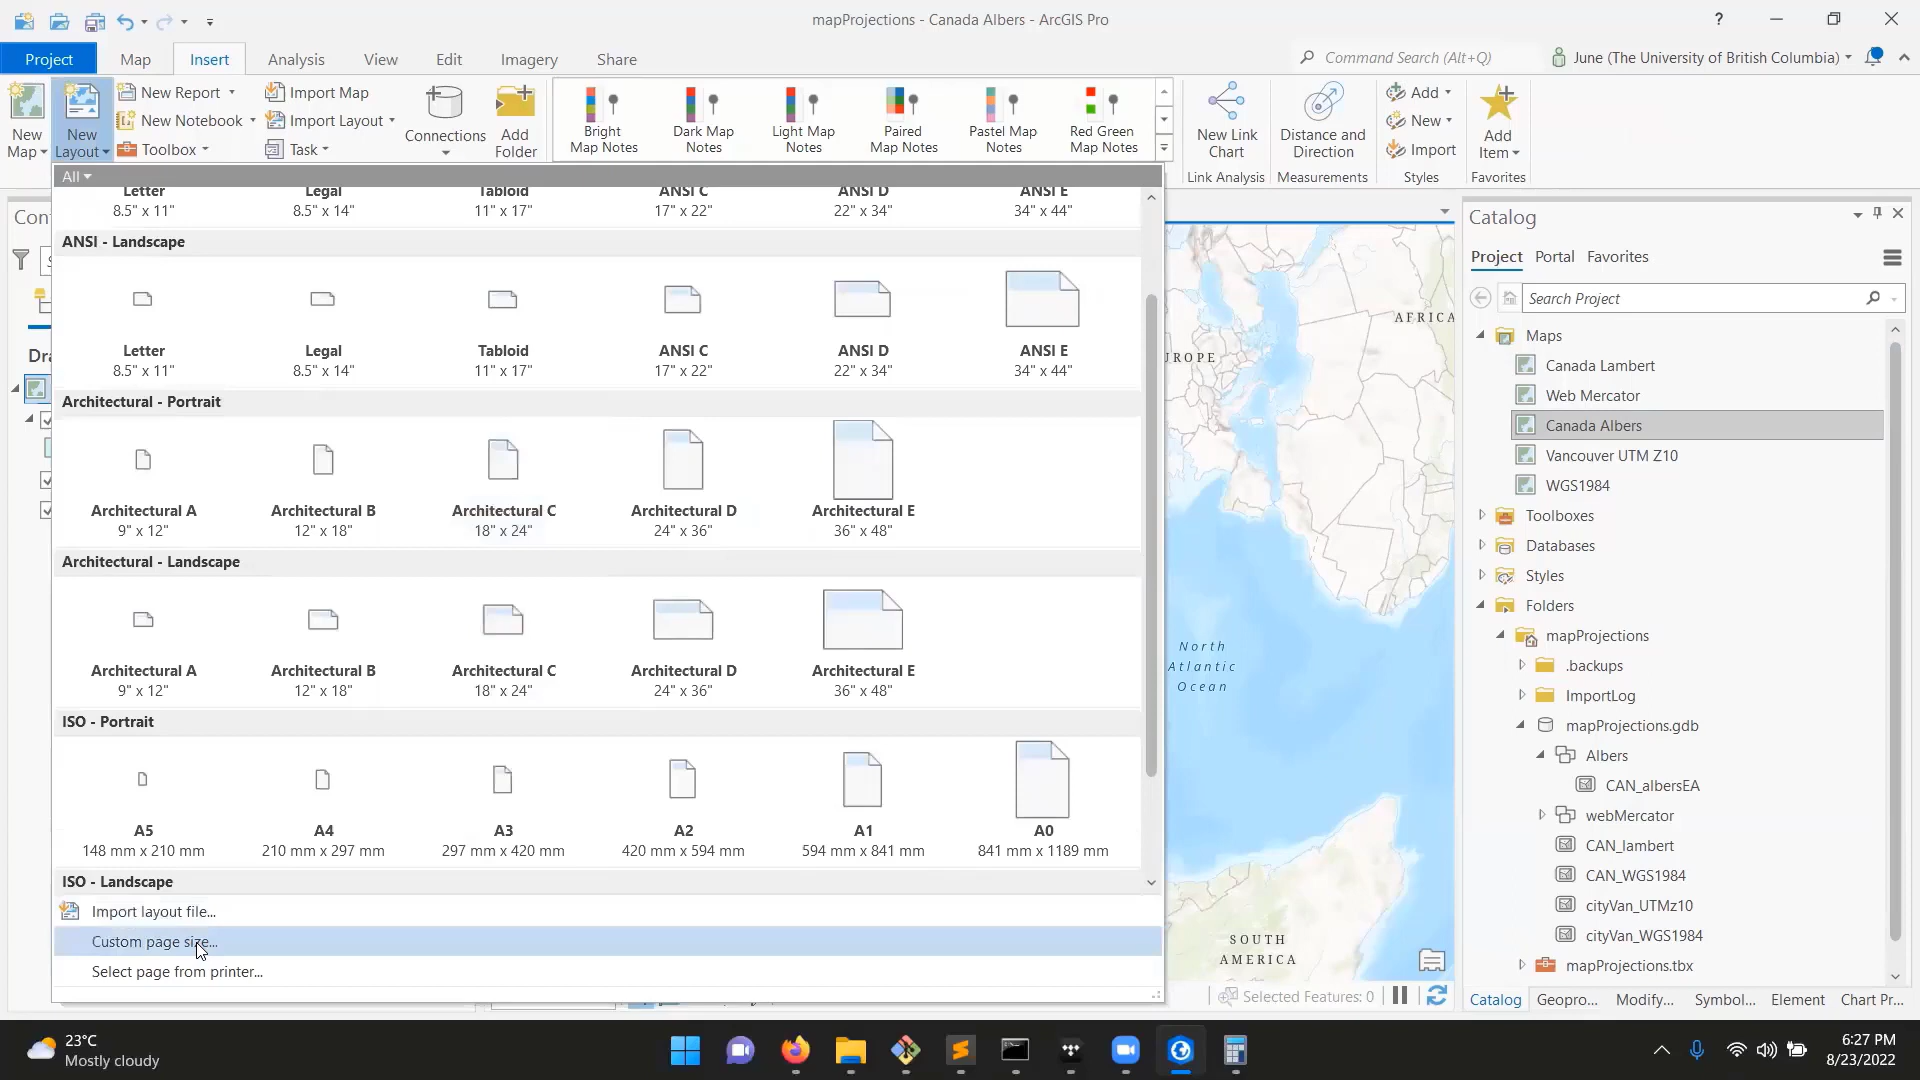 mapProjections - Canada Albers - ArcGIS Pro
?
Project Map Insert Analysis View Edit Imagery Share
Command Search (Alt+Q)
June (The University of British Columbia)
New Map
New Layout
New Report
New Notebook
Toolbox
Import Map
Import Layout
Task
Connections
Add Folder
Bright Map Notes
Dark Map Notes
Light Map Notes
Paired Map Notes
Pastel Map Notes
Red Green Map Notes
New Link Chart
Link Analysis
Distance and Direction
Measurements
Add
New
Import
Styles
Add Item
Favorites
All
Letter Legal Tabloid ANSI C ANSI D ANSI E
8.5" x 11" 8.5" x 14" 11" x 17" 17" x 22" 22" x 34" 34" x 44"
ANSI - Landscape
Letter Legal Tabloid ANSI C ANSI D ANSI E
8.5" x 11" 8.5" x 14" 11" x 17" 17" x 22" 22" x 34" 34" x 44"
Architectural - Portrait
Architectural A Architectural B Architectural C Architectural D Architectural E
9" x 12" 12" x 18" 18" x 24" 24" x 36" 36" x 48"
Architectural - Landscape
Architectural A Architectural B Architectural C Architectural D Architectural E
9" x 12" 12" x 18" 18" x 24" 24" x 36" 36" x 48"
ISO - Portrait
A5 A4 A3 A2 A1 A0
148 mm x 210 mm 210 mm x 297 mm 297 mm x 420 mm 420 mm x 594 mm 594 mm x 841 mm 841 mm x 1189 mm
ISO - Landscape
Import layout file...
Custom page size...
Select page from printer...
Con
Dra
AFRICA
UROPE
North
Atlantic
Ocean
SOUTH
AMERICA
Selected Features: 0
Catalog
Project Portal Favorites
Search Project
Maps
Canada Lambert
Web Mercator
Canada Albers
Vancouver UTM Z10
WGS1984
Toolboxes
Databases
Styles
Folders
mapProjections
.backups
ImportLog
mapProjections.gdb
Albers
CAN_albersEA
webMercator
CAN_lambert
CAN_WGS1984
cityVan_UTMz10
cityVan_WGS1984
mapProjections.tbx
Catalog Geopro... Modify... Symbol... Element Chart Pr...
23°C
Mostly cloudy
6:27 PM
8/23/2022